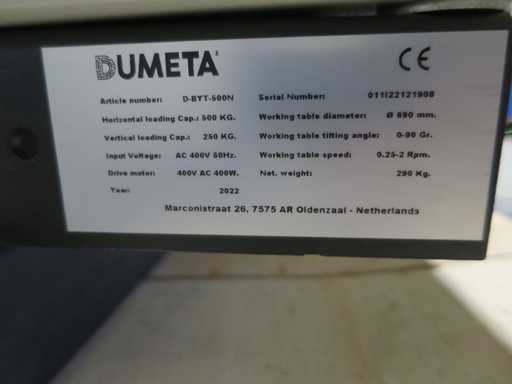 DUMETA
CE
Article number: D-BYT-500N
Horizontal loading Cap.: 500 KG.
Vertical loading Cap.: 250 KG.
Input Voltage: AC 400V 50Hz.
Drive motor: 400V AC 400W.
Year: 2022
Serial Number: 011I22121908
Working table diameter: Ø 690 mm.
Working table tilting angle: 0-90 Gr.
Working table speed: 0.25-2 Rpm.
Net. weight: 290 Kg.
Marconistraat 26, 7575 AR Oldenzaal - Netherlands